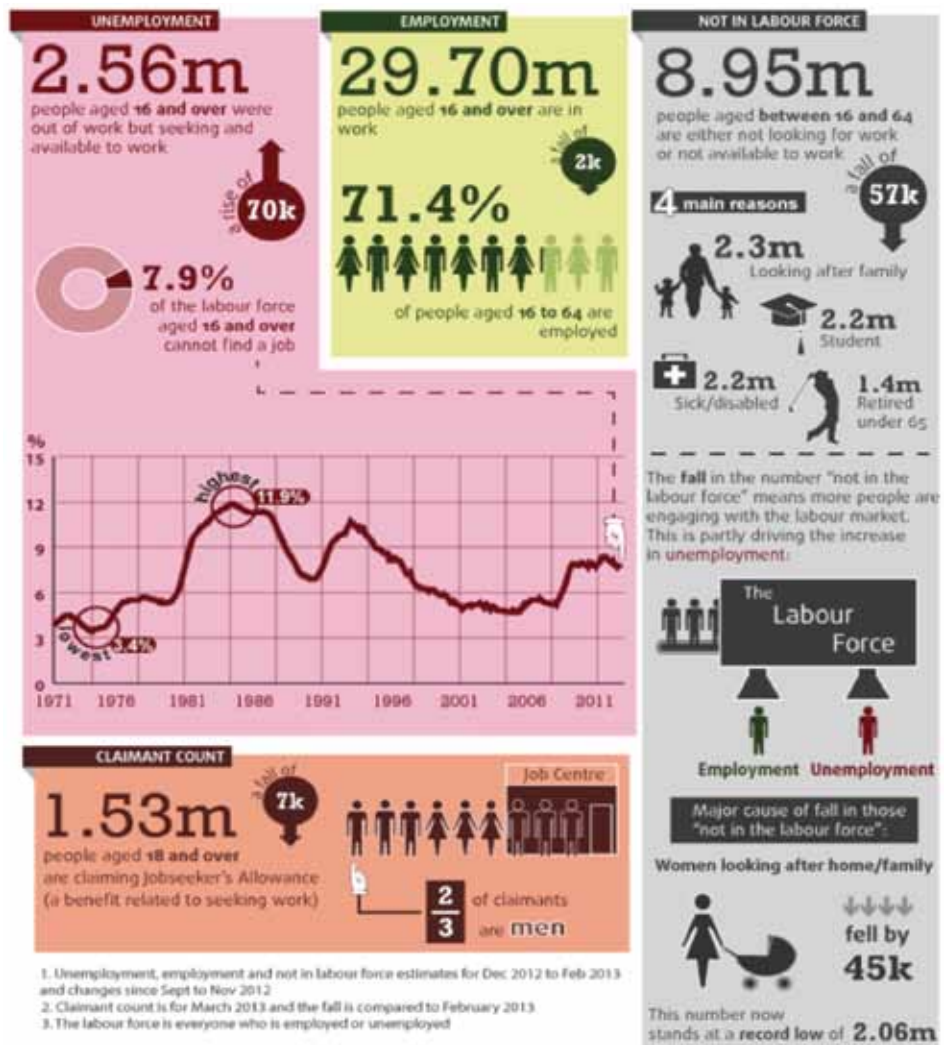 UNEMPLOYMENT
2.56m
people aged 16 and over were
out of work but seeking and
available to work
a rise of
70k
7.9%
of the labour force
aged 16 and over
cannot find a job
EMPLOYMENT
29.70m
people aged 16 and over are in
work
a fall of
2k
71.4%
of people aged 16 to 64 are
employed
NOT IN LABOUR FORCE
8.95m
people aged between 16 and 64
are either not looking for work
or not available to work
a fall of
57k
4 main reasons
2.3m
Looking after family
2.2m
Student
2.2m
Sick/disabled
1.4m
Retired
under 65
The fall in the number "not in the
labour force" means more people are
engaging with the labour market.
This is partly driving the increase
in unemployment:
The
Labour
Force
Employment Unemployment
Major cause of fall in those
"not in the labour force":
Women looking after home/family
fell by
45k
This number now
stands at a record low of 2.06m
%
15
12
9
6
3
0
highest
11.9%
lowest
3.4%
1971 1976 1981 1986 1991 1996 2001 2006 2011
CLAIMANT COUNT
1.53m
a fall of
7k
people aged 18 and over
are claiming Jobseeker's Allowance
(a benefit related to seeking work)
Job Centre
2
3
of claimants
are men
1. Unemployment, employment and not in labour force estimates for Dec 2012 to Feb 2013
and changes since Sept to Nov 2012
2. Claimant count is for March 2013 and the fall is compared to February 2013
3. The labour force is everyone who is employed or unemployed